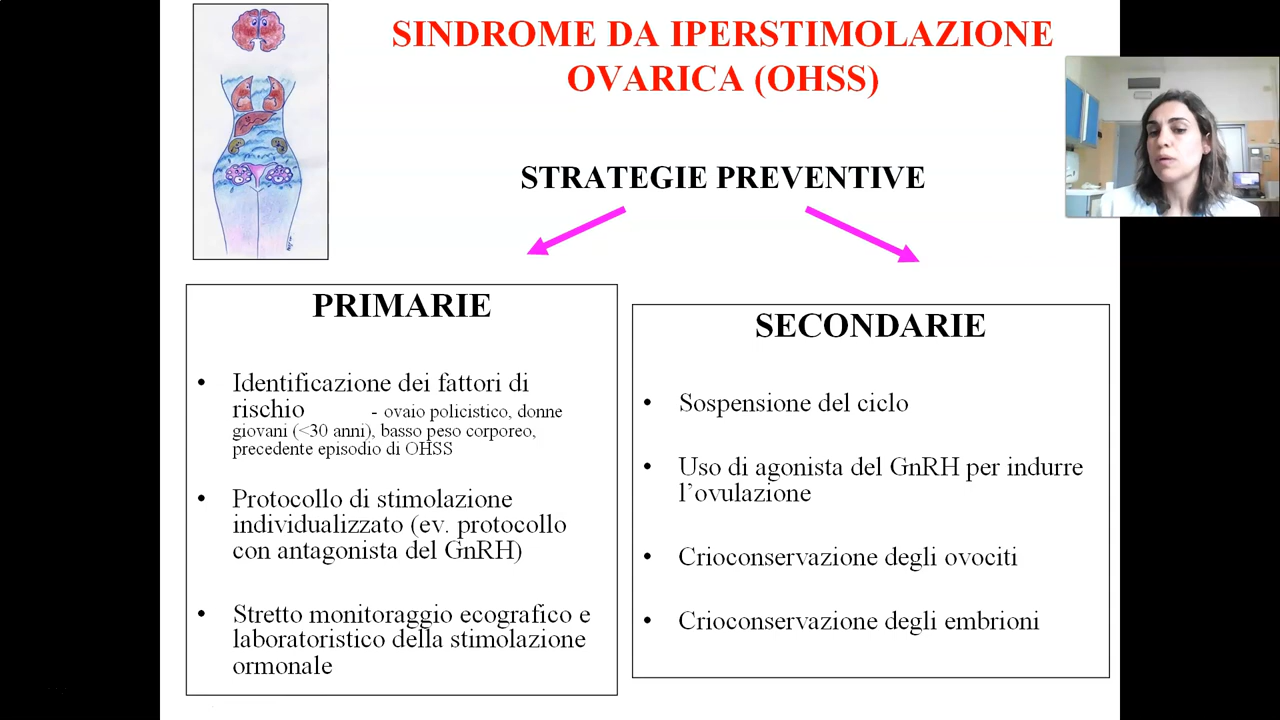 SINDROME DA IPERSTIMOLAZIONE
OVARICA (OHSS)
STRATEGIE PREVENTIVE
PRIMARIE
• Identificazione dei fattori di
rischio - ovaio policistico, donne
giovani (<30 anni), basso peso corporeo,
precedente episodio di OHSS
• Protocollo di stimolazione
individualizzato (ev. protocollo
con antagonista del GnRH)
• Stretto monitoraggio ecografico e
laboratoristico della stimolazione
ormonale
SECONDARIE
• Sospensione del ciclo
• Uso di agonista del GnRH per indurre
l’ovulazione
• Crioconservazione degli ovociti
• Crioconservazione degli embrioni